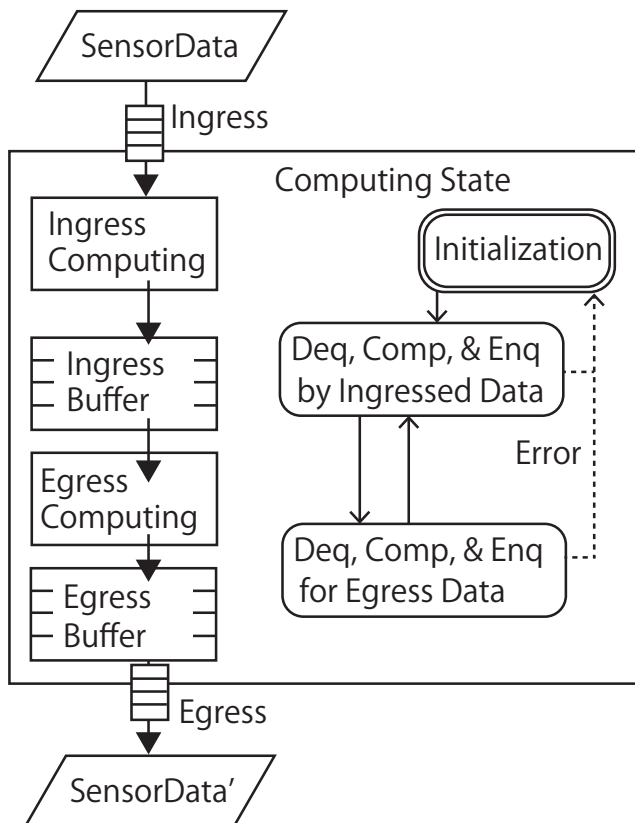 SensorData
Ingress
Computing State
Ingress
Computing
Initialization
Ingress
Buffer
Deq, Comp, & Enq
by Ingressed Data
Error
Egress
Computing
Deq, Comp, & Enq
for Egress Data
Egress
Buffer
Egress
SensorData’